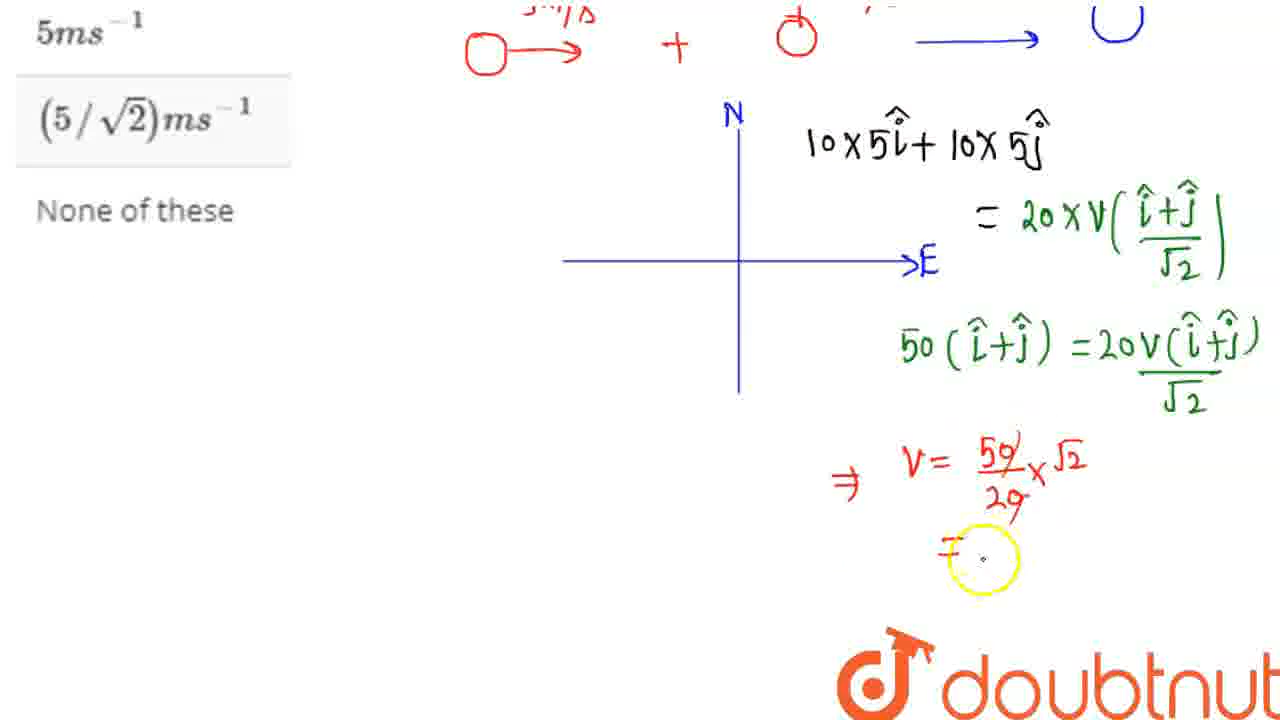 5ms⁻¹
(5/√2)ms⁻¹
None of these
+
N
E
10×5î+ 10×5ĵ
= 20×V(î+ĵ/√2)
50(î+ĵ) = 20V(î+ĵ)/√2
⇒ V= 50/20 × √2
=
doubtnut